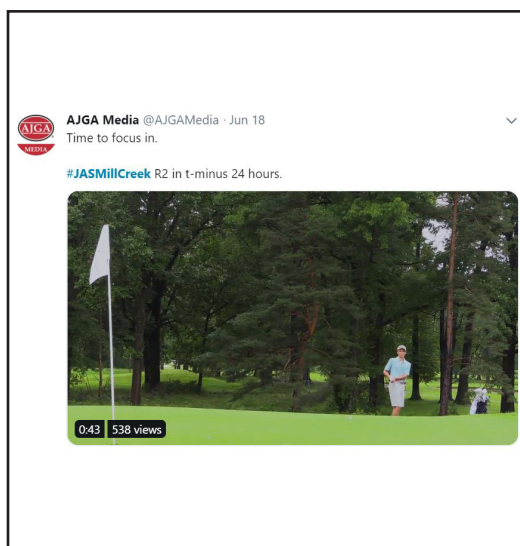 AJGA
MEDIA
AJGA Media @AJGAMedia · Jun 18
Time to focus in.
#JASMillCreek R2 in t-minus 24 hours.
0:43 538 views